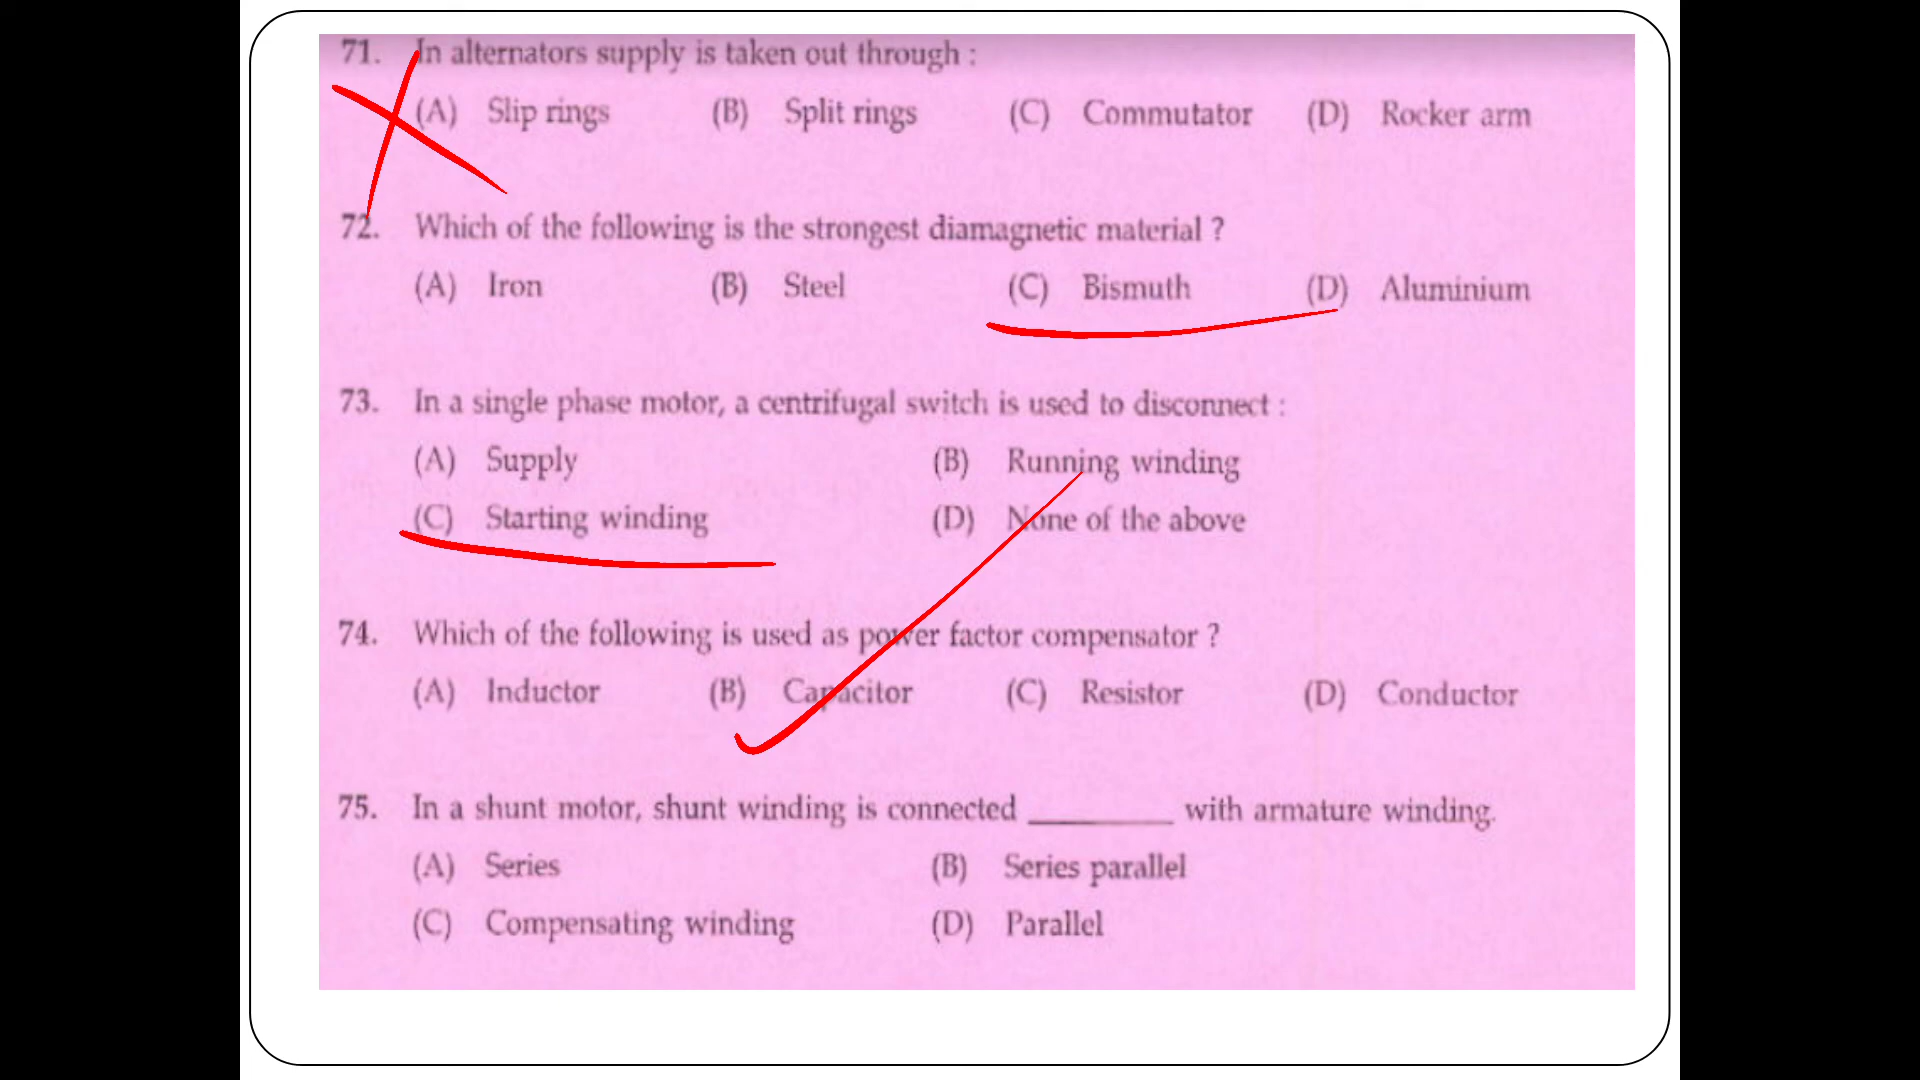 71. In alternators supply is taken out through :
(A) Slip rings (B) Split rings (C) Commutator (D) Rocker arm
72. Which of the following is the strongest diamagnetic material ?
(A) Iron (B) Steel (C) Bismuth (D) Aluminium
73. In a single phase motor, a centrifugal switch is used to disconnect :
(A) Supply (B) Running winding
(C) Starting winding (D) None of the above
74. Which of the following is used as power factor compensator ?
(A) Inductor (B) Capacitor (C) Resistor (D) Conductor
75. In a shunt motor, shunt winding is connected ________ with armature winding.
(A) Series (B) Series parallel
(C) Compensating winding (D) Parallel